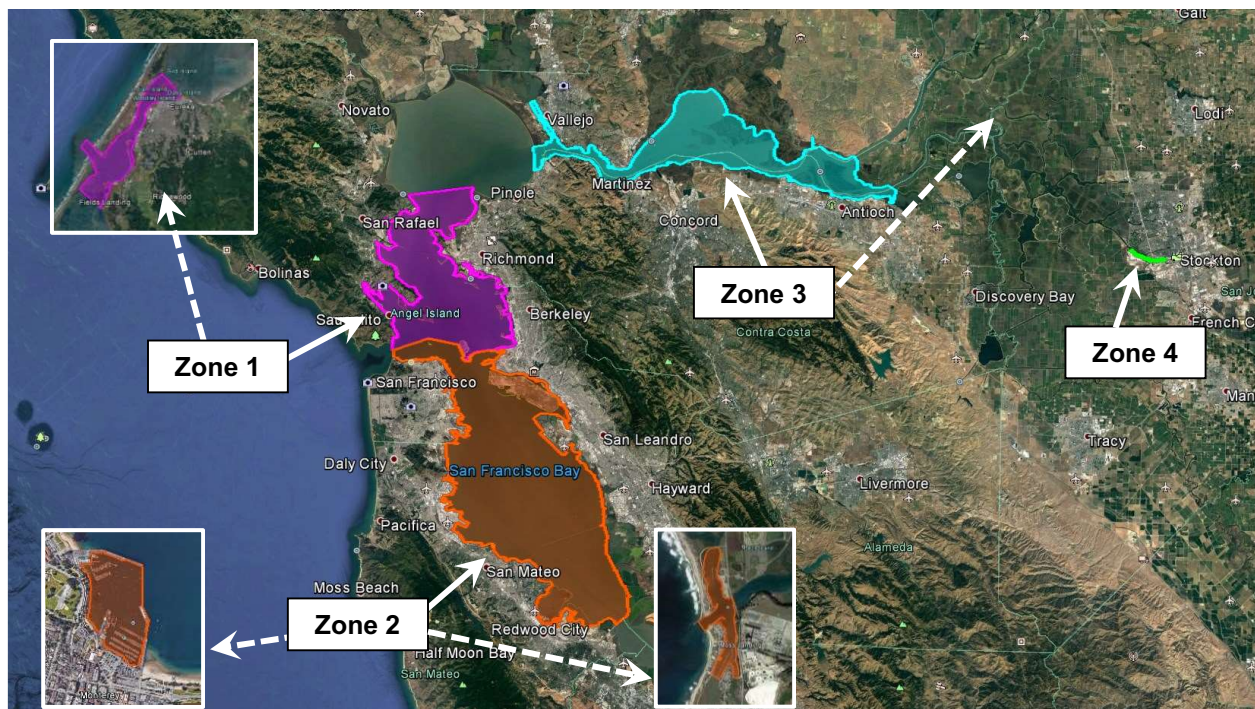 Galt
Novato
Vallejo
Lodi
Eureka
Cutten
Fields Landing
Pinole
Martinez
San Rafael
Concord
Antioch
Richmond
Stockton
Bolinas
Zone 3
Discovery Bay
Zone 4
Angel Island
Berkeley
Contra Costa
French C
Zone 1
San Francisco
Man
San Leandro
Tracy
Daly City
San Francisco Bay
Hayward
Livermore
Pacifica
Alameda
San Mateo
Moss Beach
Zone 2
Redwood City
Half Moon Bay
San Mateo
Monterey